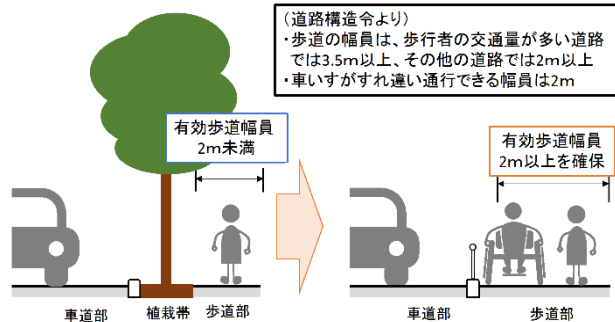 （道路構造令より）
・歩道の幅員は、歩行者の交通量が多い道路
では3.5m以上、その他の道路では2m以上
・車いすがすれ違い通行できる幅員は2m
有効歩道幅員
2m未満
有効歩道幅員
2m以上を確保
車道部
植栽帯
歩道部
車道部
歩道部